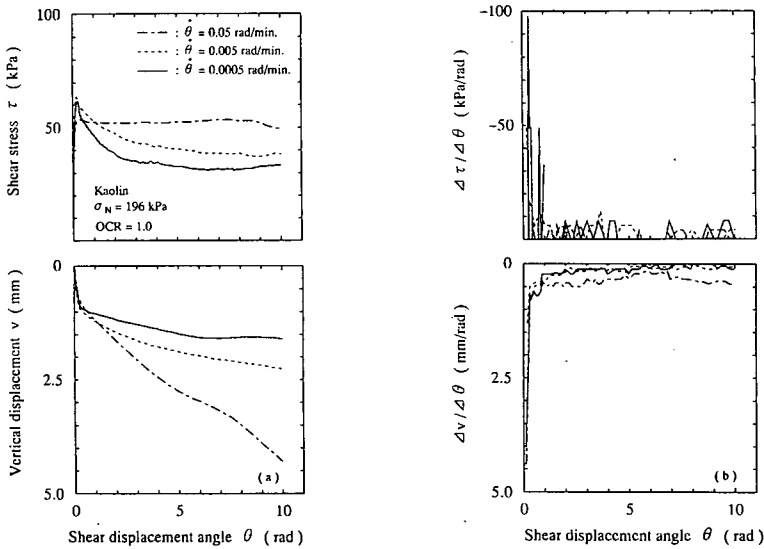 100
50
Shear stress τ ( kPa )
: θ̇ = 0.05 rad/min.
: θ̇ = 0.005 rad/min.
: θ̇ = 0.0005 rad/min.
Kaolin
σN = 196 kPa
OCR = 1.0
0
2.5
5.0
Vertical displacement v ( mm )
( a )
0 5 10
Shear displacement angle θ ( rad )
−100
−50
Δτ/Δθ ( kPa/rad )
0
2.5
5.0
Δv/Δθ ( mm/rad )
( b )
0 5 10
Shear displacement angle θ ( rad )